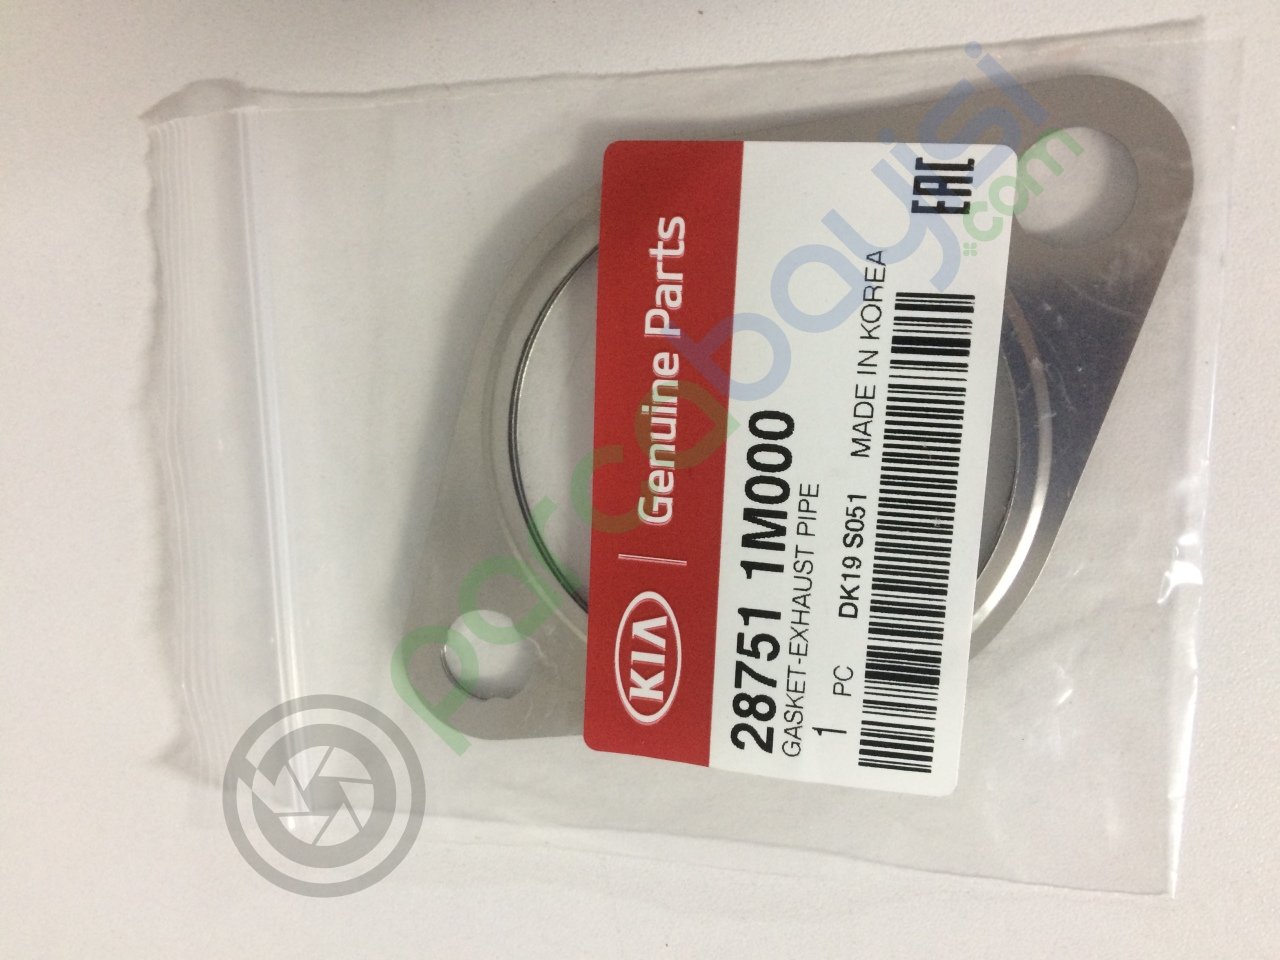 KIA | Genuine Parts
28751 1M000
GASKET-EXHAUST PIPE
1 PC
DK19 S051 MADE IN KOREA
EAC
parcabayisi
.com